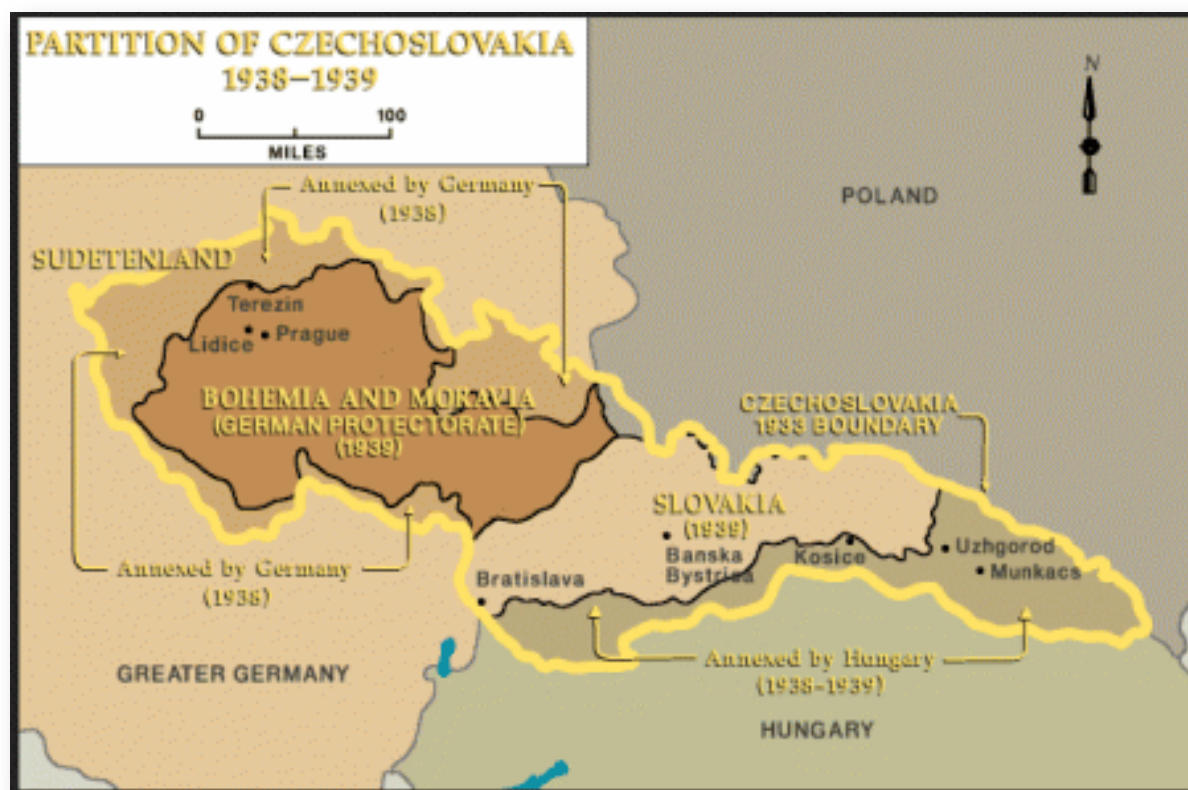 PARTITION OF CZECHOSLOVAKIA
1938–1939
0 100
MILES
N
POLAND
Annexed by Germany
(1938)
SUDETENLAND
Terezin
Lidice
Prague
BOHEMIA AND MORAVIA
(GERMAN PROTECTORATE)
(1939)
CZECHOSLOVAKIA
1933 BOUNDARY
SLOVAKIA
(1939)
Banska
Bystrica
Kosice
Uzhgorod
Munkacs
Bratislava
Annexed by Germany
(1938)
Annexed by Hungary
(1938–1939)
GREATER GERMANY
HUNGARY